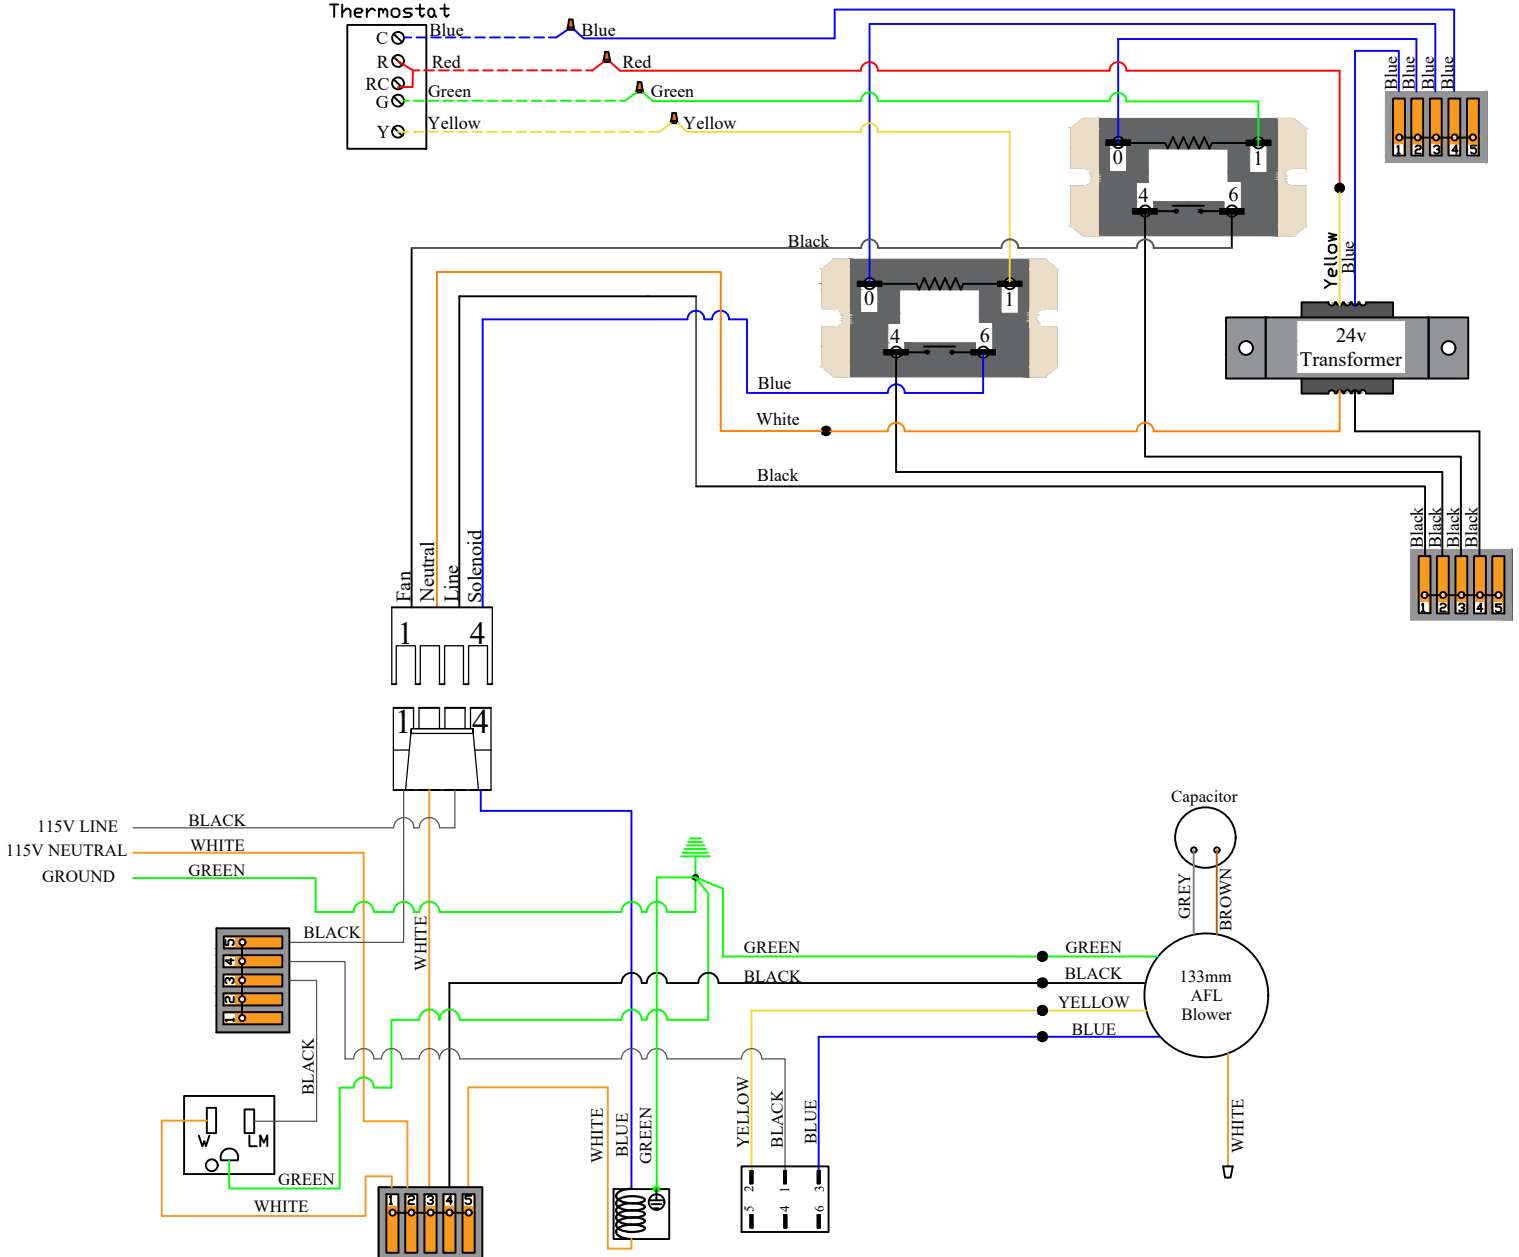 Thermostat
C Blue Blue
R Red Red
RC
G Green Green
Y Yellow Yellow
Blue Blue Blue Blue
1 2 3 4 5
0 1
4 6
Black
Yellow Blue
0 1
4 6
24v
Transformer
Blue
White
Black
Black Black Black Black
1 2 3 4 5
Fan Neutral Line Solenoid
1 4
1 4
115V LINE BLACK
115V NEUTRAL WHITE
GROUND GREEN
Capacitor
GREY BROWN
BLACK
WHITE
5
4
3
2
1
GREEN GREEN
BLACK BLACK
YELLOW
BLUE
133mm
AFL
Blower
BLACK
W LM
GREEN
WHITE
1 2 3 4 5
WHITE BLUE GREEN
YELLOW BLACK BLUE
2 1 3
5 4 6
WHITE